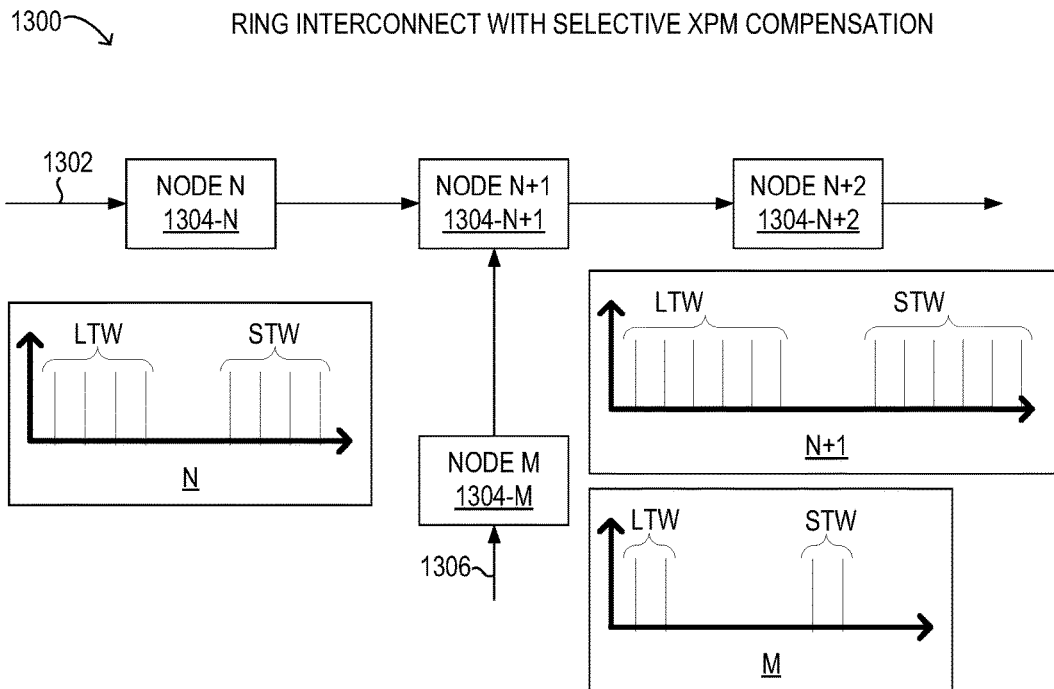 1300
RING INTERCONNECT WITH SELECTIVE XPM COMPENSATION
1302
NODE N
1304-N
NODE N+1
1304-N+1
NODE N+2
1304-N+2
LTW
STW
N
LTW
STW
N+1
NODE M
1304-M
1306
LTW
STW
M